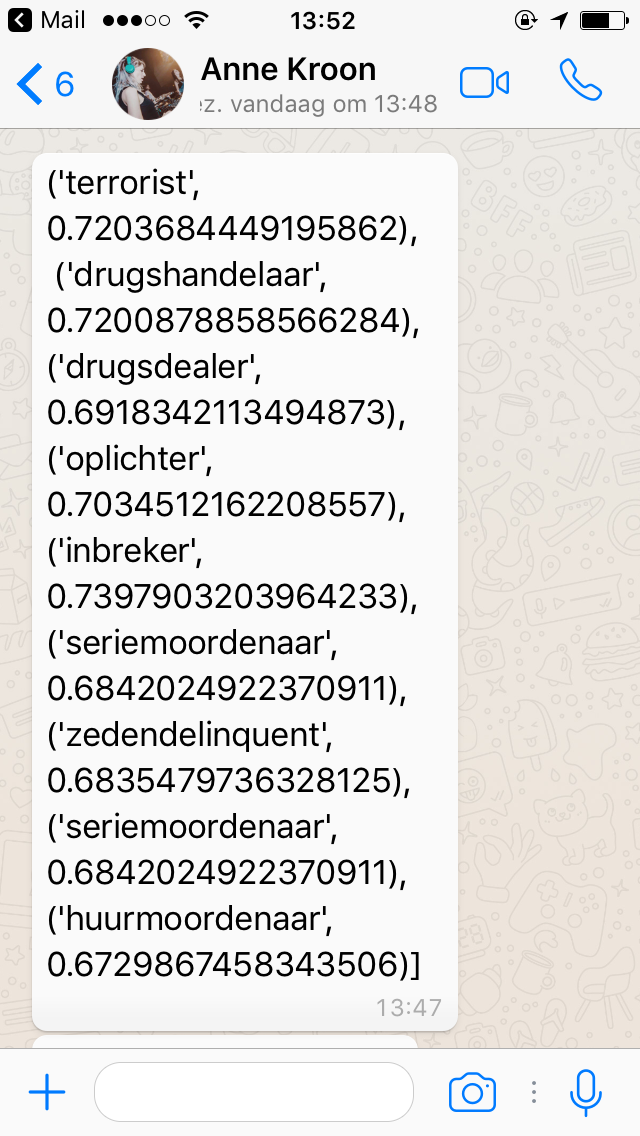 Mail 13:52
6 Anne Kroon
ez. vandaag om 13:48
('terrorist',
0.7203684449195862),
('drugshandelaar',
0.7200878858566284),
('drugsdealer',
0.6918342113494873),
('oplichter',
0.7034512162208557),
('inbreker',
0.7397903203964233),
('seriemoordenaar',
0.6842024922370911),
('zedendelinquent',
0.6835479736328125),
('seriemoordenaar',
0.6842024922370911),
('huurmoordenaar',
0.6729867458343506)]
13:47